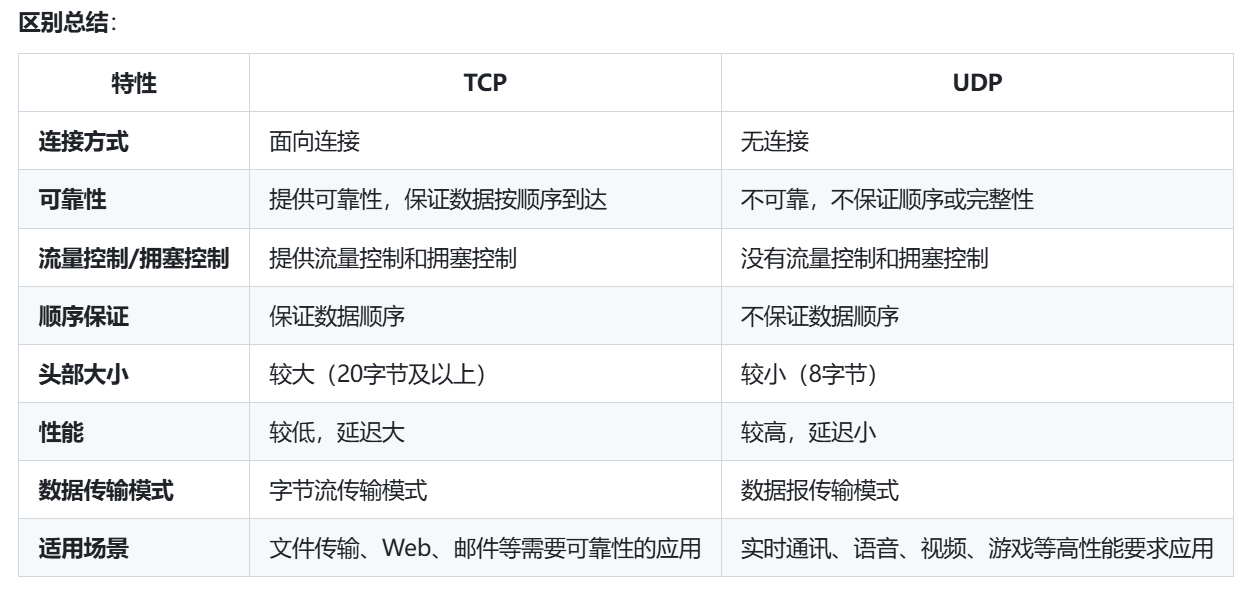 区别总结：
特性 TCP UDP
连接方式 面向连接 无连接
可靠性 提供可靠性，保证数据按顺序到达 不可靠，不保证顺序或完整性
流量控制/拥塞控制 提供流量控制和拥塞控制 没有流量控制和拥塞控制
顺序保证 保证数据顺序 不保证数据顺序
头部大小 较大（20字节及以上） 较小（8字节）
性能 较低，延迟大 较高，延迟小
数据传输模式 字节流传输模式 数据报传输模式
适用场景 文件传输、Web、邮件等需要可靠性的应用 实时通讯、语音、视频、游戏等高性能要求应用